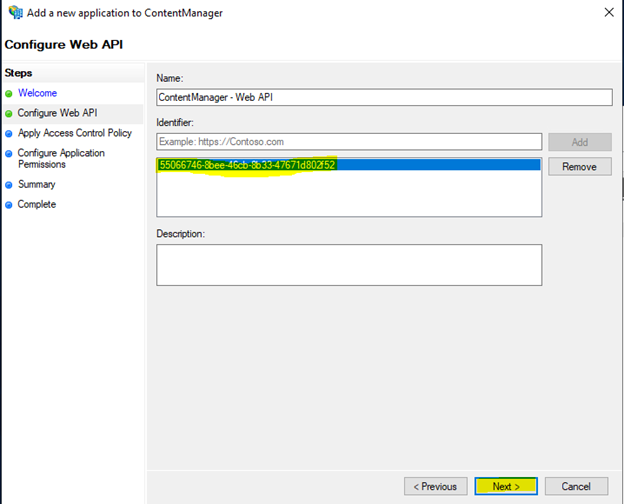 Add a new application to ContentManager
Configure Web API
Steps
Welcome
Configure Web API
Apply Access Control Policy
Configure Application
Permissions
Summary
Complete
Name:
ContentManager - Web API
Identifier:
Example: https://Contoso.com
Add
55066746-8bee-46cb-8b33-47671d802f52
Remove
Description:
< Previous
Next >
Cancel